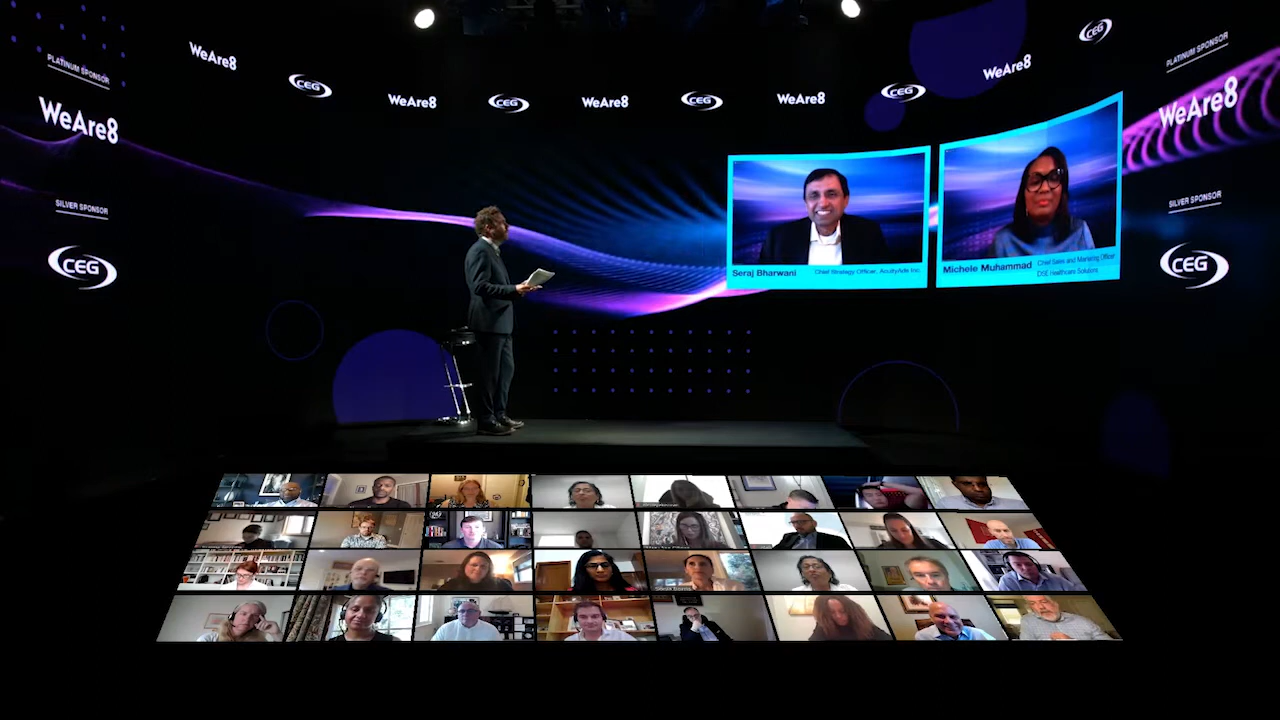 PLATINUM SPONSOR
WeAre8
SILVER SPONSOR
CEG
WeAre8
CEG
WeAre8
CEG
WeAre8
CEG
WeAre8
CEG
WeAre8
CEG
PLATINUM SPONSOR
WeAre8
SILVER SPONSOR
CEG
Seraj Bharwani
Chief Strategy Officer, AcuityAds Inc.
Michele Muhammad
Chief Sales and Marketing Officer
DSE Healthcare Solutions